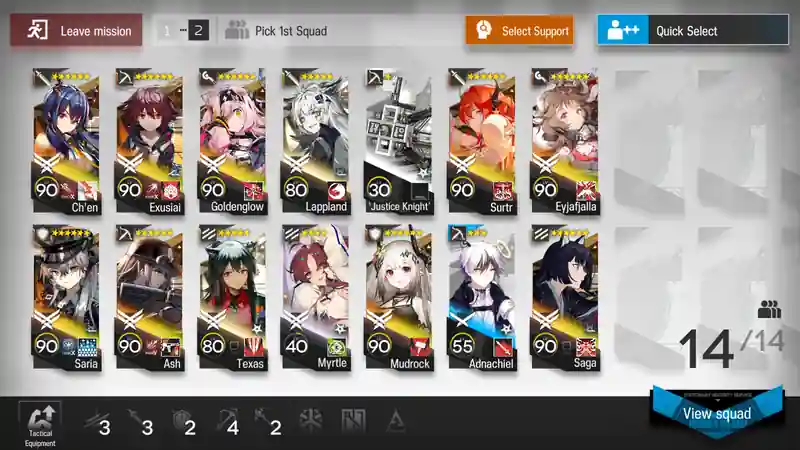 Leave mission
1 2 Pick 1st Squad
Select Support
Quick Select
90 Ch'en
90 Exusiai
90 Goldenglow
80 Lappland
30 'Justice Knight'
90 Surtr
90 Eyjafjalla
90 Saria
90 Ash
80 Texas
40 Myrtle
90 Mudrock
55 Adnachiel
90 Saga
14/14
Tactical
Equipment
3 3 2 4 2
View squad